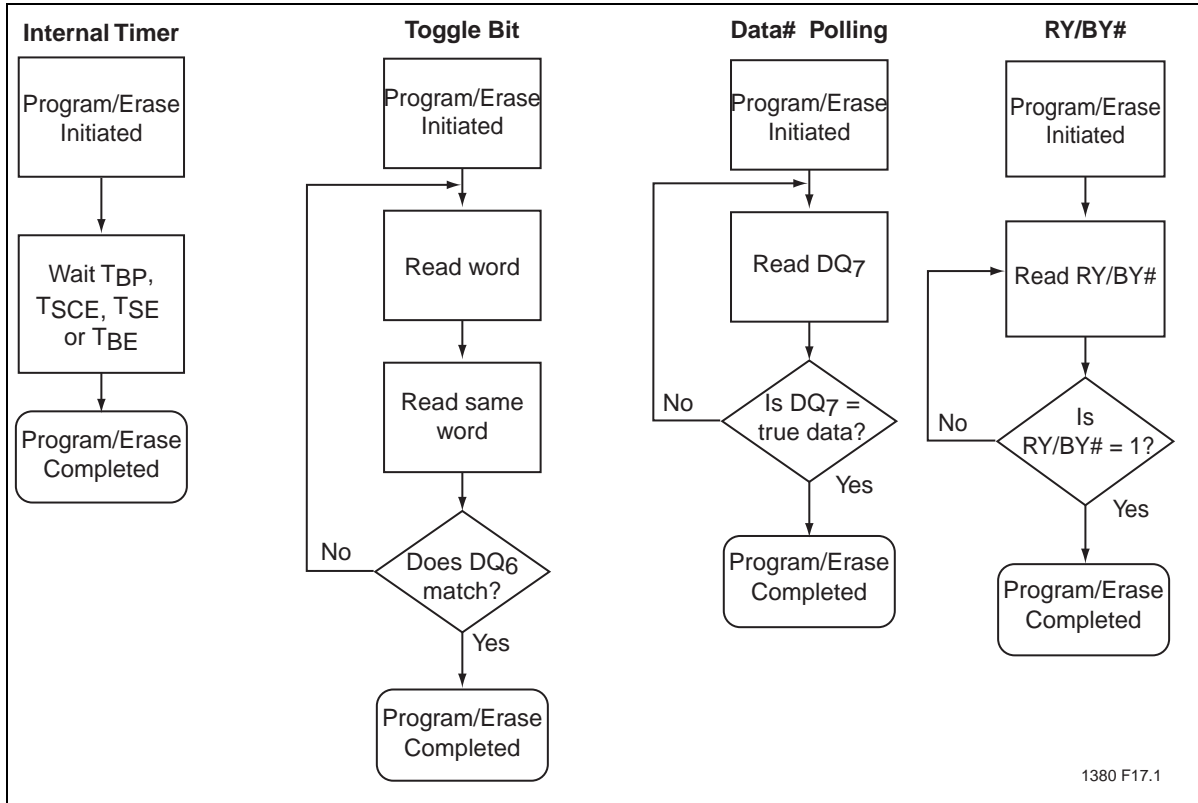 Internal Timer
Program/Erase
Initiated
Wait TBP,
TSCE, TSE
or TBE
Program/Erase
Completed
Toggle Bit
Program/Erase
Initiated
Read word
Read same
word
Does DQ6
match?
No
Yes
Program/Erase
Completed
Data# Polling
Program/Erase
Initiated
Read DQ7
Is DQ7 =
true data?
No
Yes
Program/Erase
Completed
RY/BY#
Program/Erase
Initiated
Read RY/BY#
Is
RY/BY# = 1?
No
Yes
Program/Erase
Completed
1380 F17.1